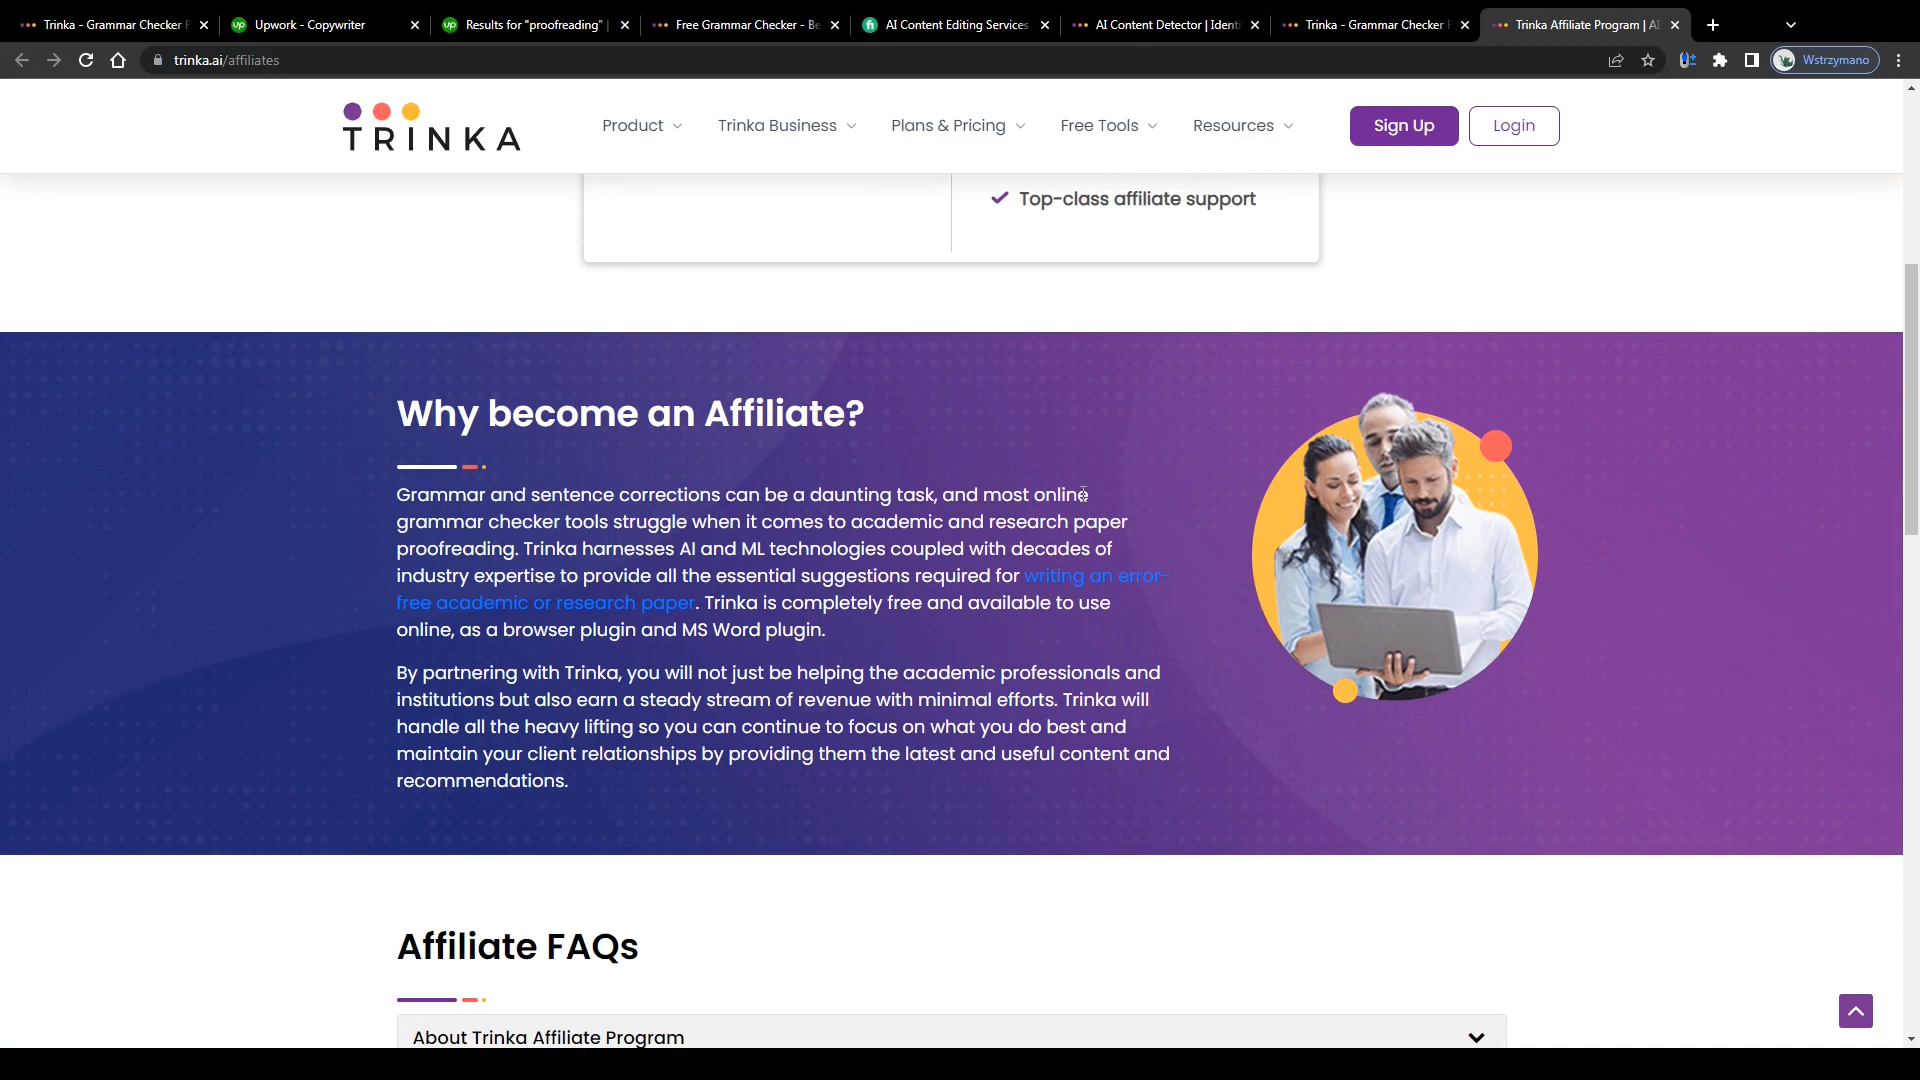 Trinka - Grammar Checker
Upwork - Copywriter
Results for "proofreading" |
Free Grammar Checker - Be
AI Content Editing Services
AI Content Detector | Identi
Trinka - Grammar Checker
Trinka Affiliate Program | AI
trinka.ai/affiliates
Wstrzymano
TRINKA
Product
Trinka Business
Plans & Pricing
Free Tools
Resources
Sign Up
Login
Top-class affiliate support
Why become an Affiliate?
Grammar and sentence corrections can be a daunting task, and most online
grammar checker tools struggle when it comes to academic and research paper
proofreading. Trinka harnesses AI and ML technologies coupled with decades of
industry expertise to provide all the essential suggestions required for writing an error-
free academic or research paper. Trinka is completely free and available to use
online, as a browser plugin and MS Word plugin.
By partnering with Trinka, you will not just be helping the academic professionals and
institutions but also earn a steady stream of revenue with minimal efforts. Trinka will
handle all the heavy lifting so you can continue to focus on what you do best and
maintain your client relationships by providing them the latest and useful content and
recommendations.
Affiliate FAQs
About Trinka Affiliate Program